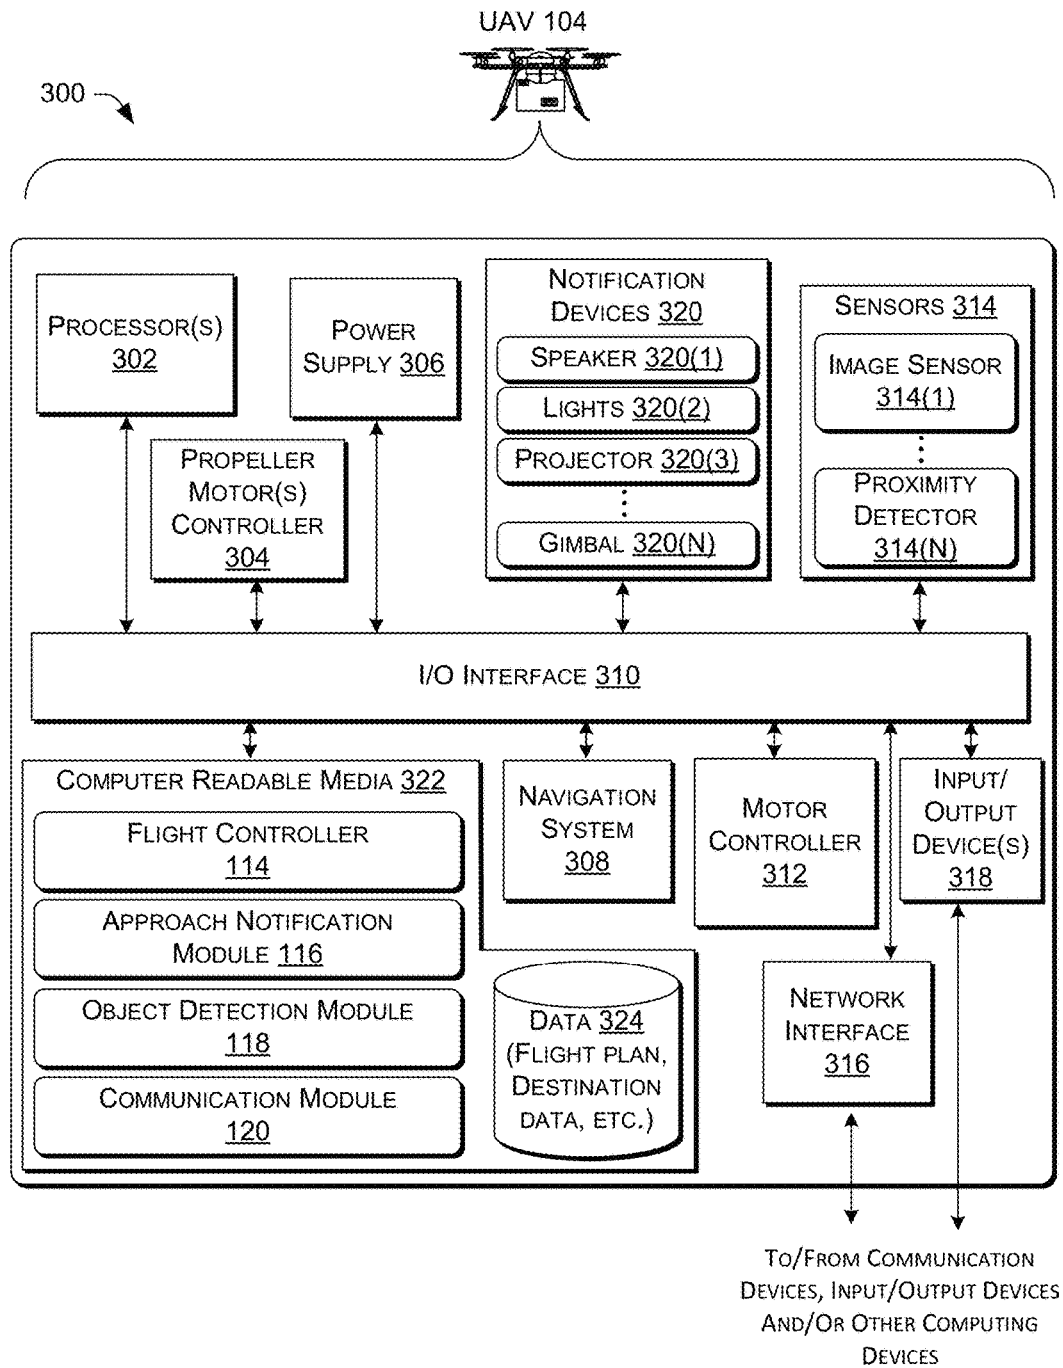 UAV 104
300
PROCESSOR(S)
302
POWER
SUPPLY 306
NOTIFICATION
DEVICES 320
SPEAKER 320(1)
LIGHTS 320(2)
PROJECTOR 320(3)
GIMBAL 320(N)
SENSORS 314
IMAGE SENSOR
314(1)
PROXIMITY
DETECTOR
314(N)
PROPELLER
MOTOR(S)
CONTROLLER
304
I/O INTERFACE 310
COMPUTER READABLE MEDIA 322
FLIGHT CONTROLLER
114
APPROACH NOTIFICATION
MODULE 116
OBJECT DETECTION MODULE
118
COMMUNICATION MODULE
120
DATA 324
(FLIGHT PLAN,
DESTINATION
DATA, ETC.)
NAVIGATION
SYSTEM
308
MOTOR
CONTROLLER
312
INPUT/
OUTPUT
DEVICE(S)
318
NETWORK
INTERFACE
316
TO/FROM COMMUNICATION
DEVICES, INPUT/OUTPUT DEVICES
AND/OR OTHER COMPUTING
DEVICES